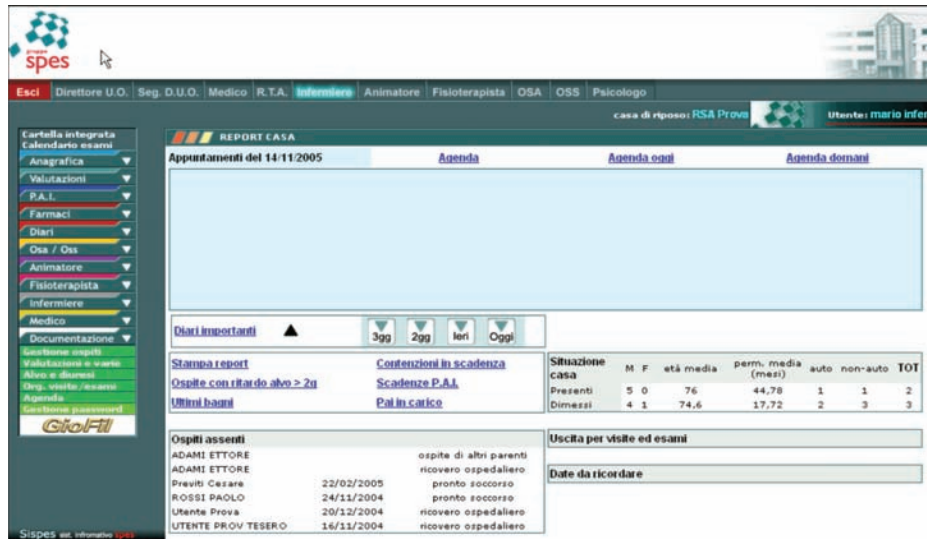 gruppo
spes
Esci Direttore U.O. Seg. D.U.O. Medico R.T.A. Infermiere Animatore Fisioterapista OSA OSS Psicologo
casa di riposo: RSA Prova Utente: mario infer
Cartella integrata
Calendario esami
Anagrafica
Valutazioni
P.A.I.
Farmaci
Diari
Osa / Oss
Animatore
Fisioterapista
Infermiere
Medico
Documentazione
Gestione ospiti
Valutazioni e varie
Alvo e diuresi
Org. visite/esami
Agenda
Gestione password
GioFil
Sispes sist. informativo spes
REPORT CASA
Appuntamenti del 14/11/2005 Agenda Agenda oggi Agenda domani
Diari importanti 3gg 2gg Ieri Oggi
Stampa report Contenzioni in scadenza
Ospite con ritardo alvo > 2g Scadenze P.A.I.
Ultimi bagni Pai in carico
Situazione casa M F età media perm. media (mesi) auto non-auto TOT
Presenti 5 0 76 44,78 1 1 2
Dimessi 4 1 74,6 17,72 2 3 3
Ospiti assenti
ADAMI ETTORE ospite di altri parenti
ADAMI ETTORE ricovero ospedaliero
Previti Cesare 22/02/2005 pronto soccorso
ROSSI PAOLO 24/11/2004 pronto soccorso
Utente Prova 20/12/2004 ricovero ospedaliero
UTENTE PROV TESERO 16/11/2004 ricovero ospedaliero
Uscita per visite ed esami
Date da ricordare